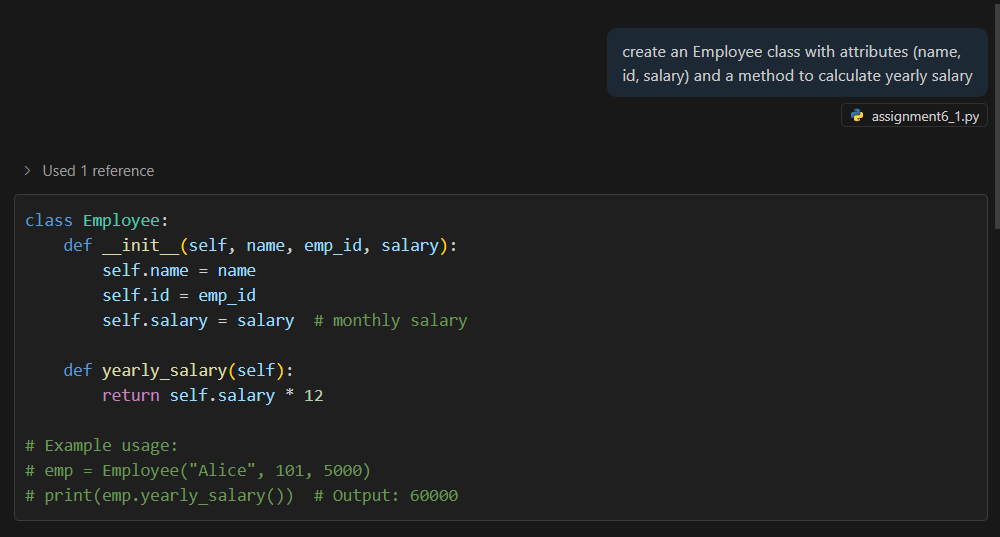 create an Employee class with attributes (name,
id, salary) and a method to calculate yearly salary
assignment6_1.py
Used 1 reference
class Employee:
    def __init__(self, name, emp_id, salary):
        self.name = name
        self.id = emp_id
        self.salary = salary  # monthly salary

    def yearly_salary(self):
        return self.salary * 12

# Example usage:
# emp = Employee("Alice", 101, 5000)
# print(emp.yearly_salary())  # Output: 60000